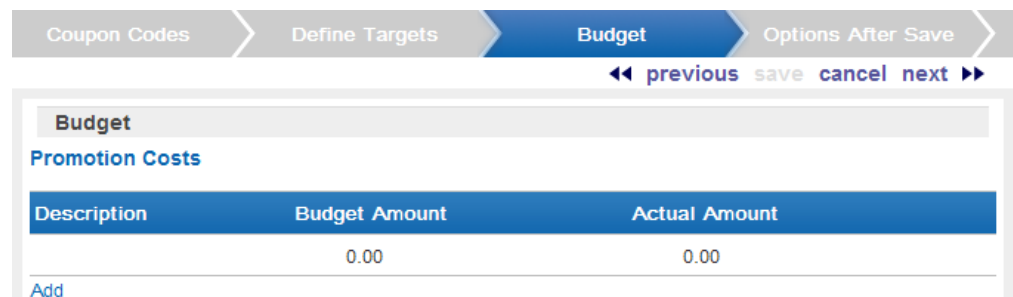 Coupon Codes Define Targets Budget Options After Save
previous save cancel next
Budget
Promotion Costs
Description Budget Amount Actual Amount
0.00 0.00
Add